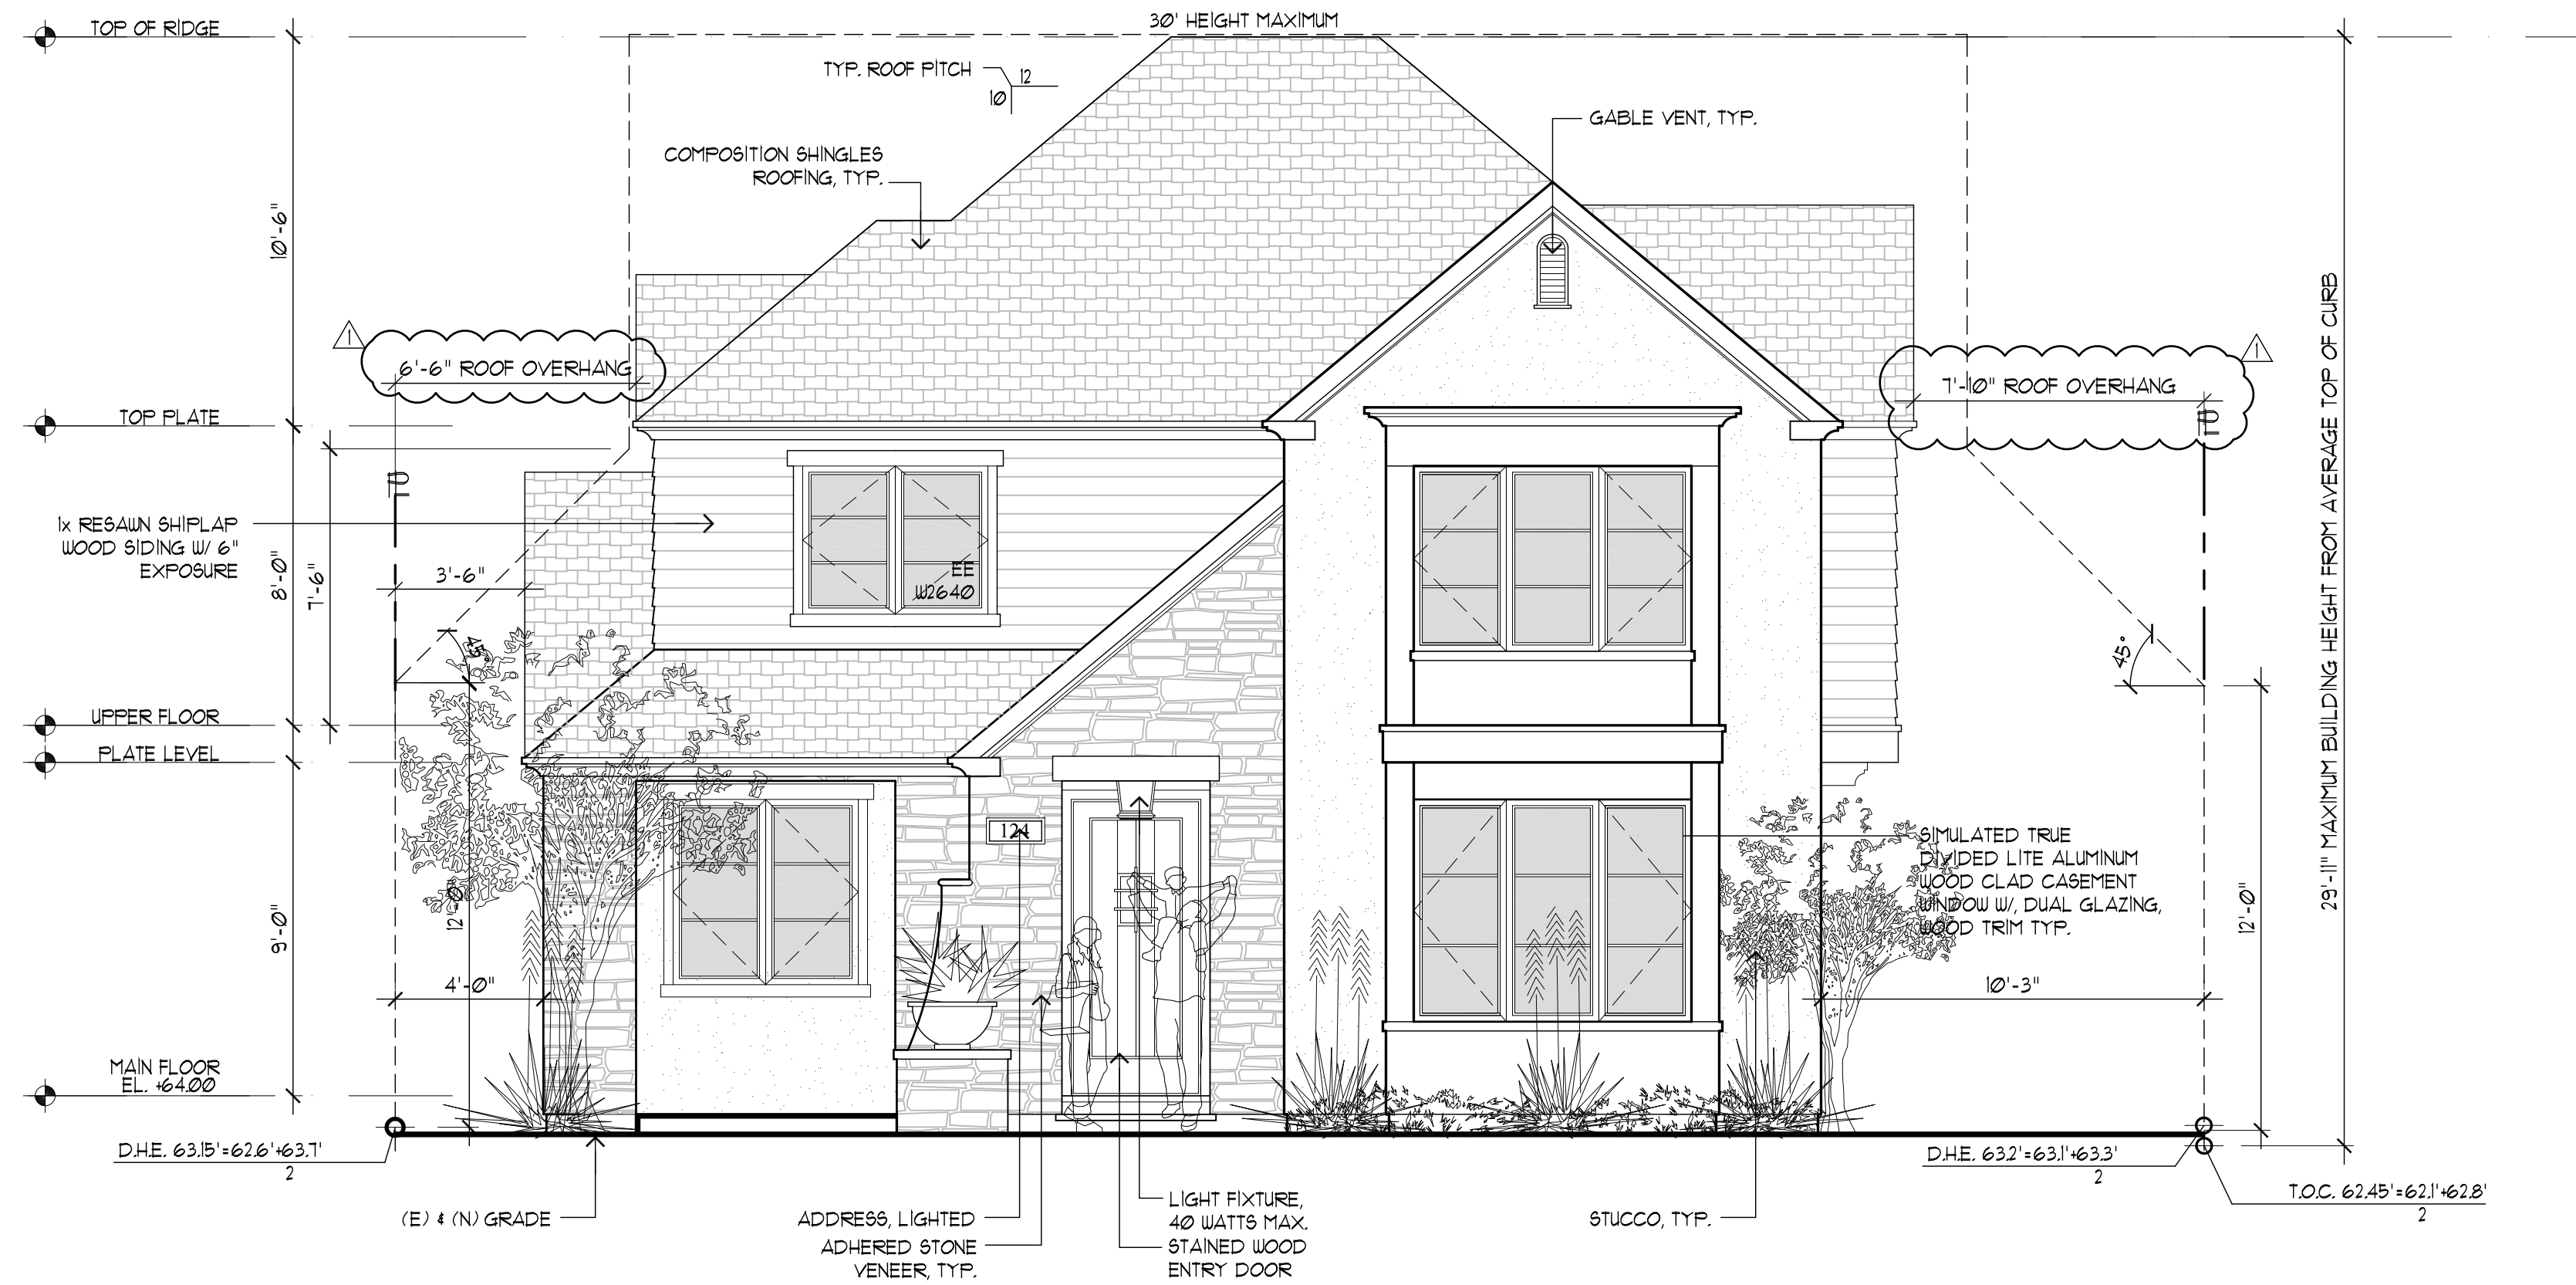 30' HEIGHT MAXIMUM
TOP OF RIDGE
TYP. ROOF PITCH
12
10
GABLE VENT, TYP.
COMPOSITION SHINGLES
ROOFING, TYP.
10'-6"
29'-11" MAXIMUM BUILDING HEIGHT FROM AVERAGE TOP OF CURB
1
6'-6" ROOF OVERHANG
1
7'-10" ROOF OVERHANG
TOP PLATE
1x RESAWN SHIPLAP
WOOD SIDING W/ 6"
EXPOSURE
8'-0"
7'-6"
3'-6"
EE
W2640
45°
45°
UPPER FLOOR
PLATE LEVEL
124
SIMULATED TRUE
DIVIDED LITE ALUMINUM
WOOD CLAD CASEMENT
WINDOW W/, DUAL GLAZING,
WOOD TRIM TYP.
9'-0"
12'-0"
12'-0"
4'-0"
10'-3"
MAIN FLOOR
EL. +64.00
D.H.E. 63.15'=62.6'+63.7'
2
D.H.E. 63.2'=63.1'+63.3'
2
T.O.C. 62.45'=62.1'+62.8'
2
(E) & (N) GRADE
ADDRESS, LIGHTED
ADHERED STONE
VENEER, TYP.
LIGHT FIXTURE,
40 WATTS MAX.
STAINED WOOD
ENTRY DOOR
STUCCO, TYP.